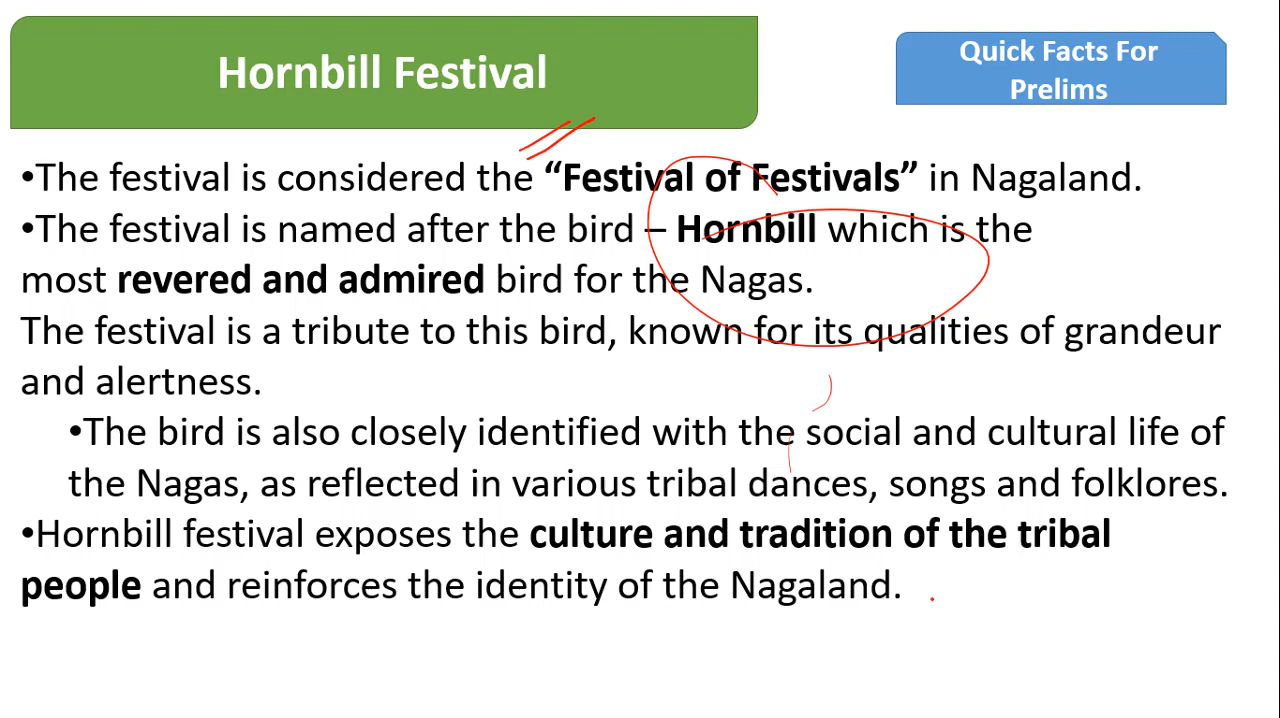 Hornbill Festival
Quick Facts For
Prelims
•The festival is considered the “Festival of Festivals” in Nagaland.
•The festival is named after the bird – Hornbill which is the
most revered and admired bird for the Nagas.
The festival is a tribute to this bird, known for its qualities of grandeur
and alertness.
•The bird is also closely identified with the social and cultural life of
the Nagas, as reflected in various tribal dances, songs and folklores.
•Hornbill festival exposes the culture and tradition of the tribal
people and reinforces the identity of the Nagaland.